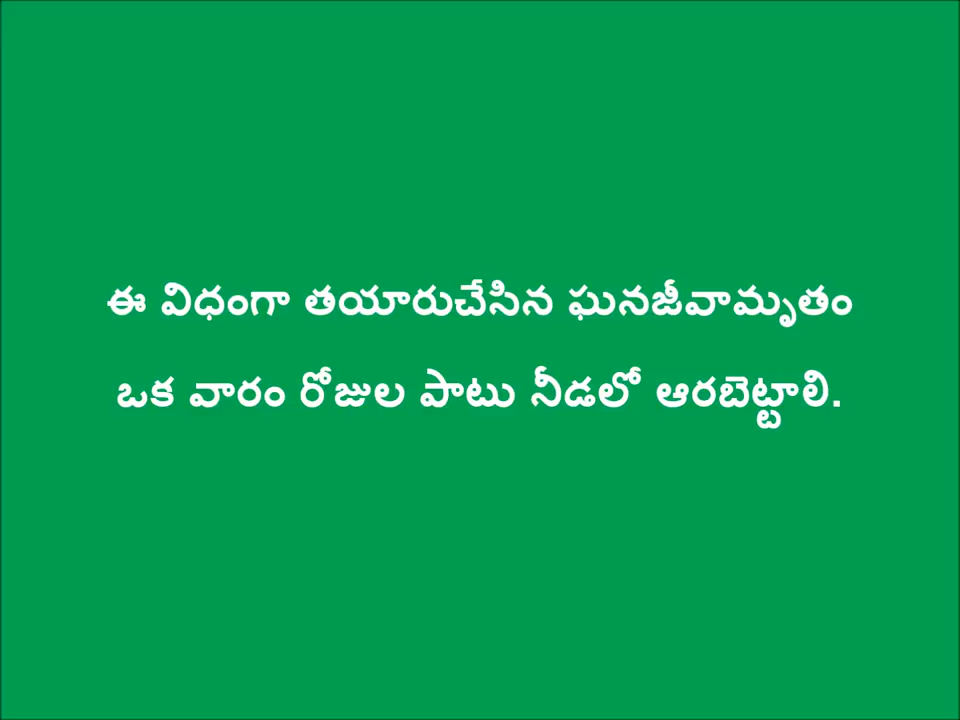 ఈ విధంగా తయారుచేసిన ఘనజీవామృతం
ఒక వారం రోజుల పాటు నీడలో ఆరబెట్టాలి.